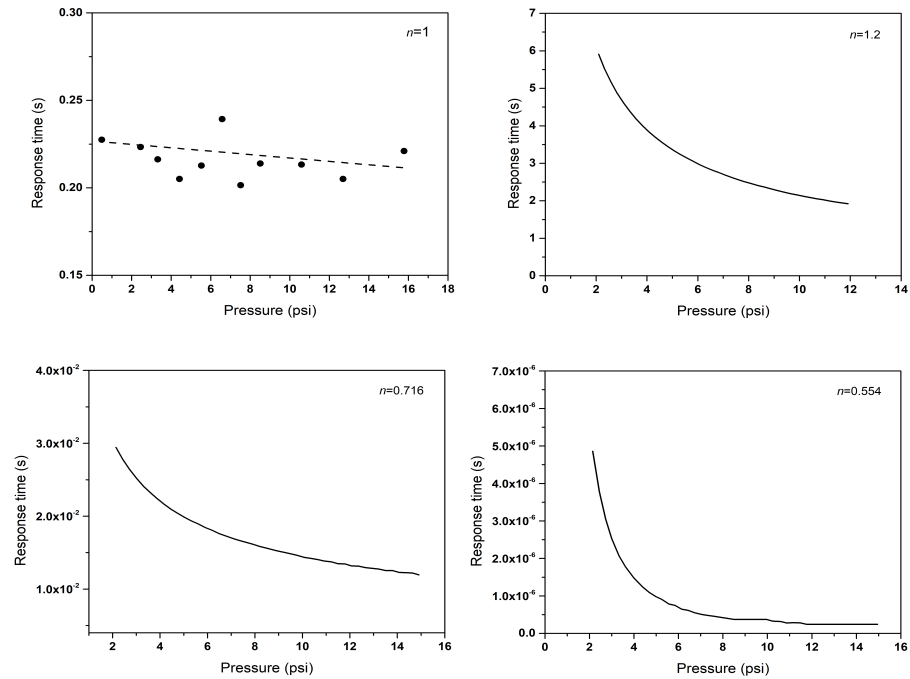 n=1
0.30
0.25
0.20
0.15
Response time (s)
0 2 4 6 8 10 12 14 16 18
Pressure (psi)
n=1.2
7
6
5
4
3
2
1
0
Response time (s)
0 2 4 6 8 10 12 14
Pressure (psi)
n=0.716
4.0x10⁻²
3.0x10⁻²
2.0x10⁻²
1.0x10⁻²
Response time (s)
2 4 6 8 10 12 14 16
Pressure (psi)
n=0.554
7.0x10⁻⁶
6.0x10⁻⁶
5.0x10⁻⁶
4.0x10⁻⁶
3.0x10⁻⁶
2.0x10⁻⁶
1.0x10⁻⁶
0.0
Response time (s)
0 2 4 6 8 10 12 14 16
Pressure (psi)